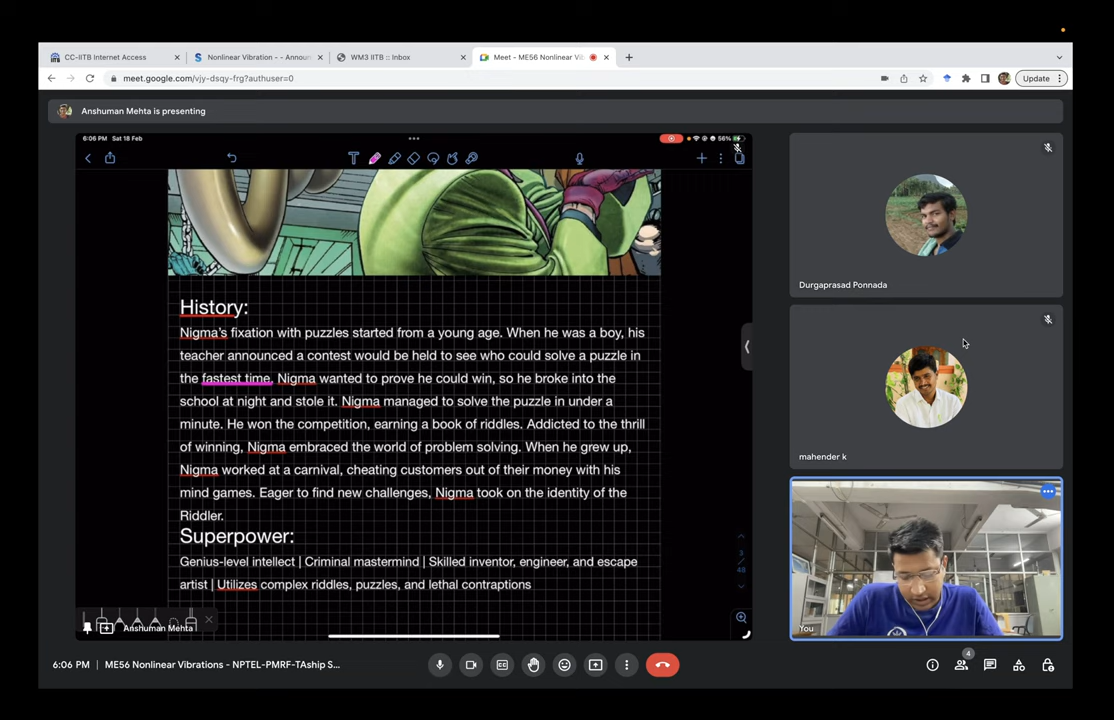 CC-IITB Internet Access
Nonlinear Vibration - - Announ
WM3 IITB :: Inbox
Meet - ME56 Nonlinear Vib
meet.google.com/vjy-dsqy-frg?authuser=0
Update
Anshuman Mehta is presenting
6:06 PM Sat 18 Feb
56%
History:
Nigma's fixation with puzzles started from a young age. When he was a boy, his
teacher announced a contest would be held to see who could solve a puzzle in
the fastest time. Nigma wanted to prove he could win, so he broke into the
school at night and stole it. Nigma managed to solve the puzzle in under a
minute. He won the competition, earning a book of riddles. Addicted to the thrill
of winning, Nigma embraced the world of problem solving. When he grew up,
Nigma worked at a carnival, cheating customers out of their money with his
mind games. Eager to find new challenges, Nigma took on the identity of the
Riddler.
Superpower:
Genius-level intellect | Criminal mastermind | Skilled inventor, engineer, and escape
artist | Utilizes complex riddles, puzzles, and lethal contraptions
3
/
48
Anshuman Mehta
Durgaprasad Ponnada
mahender k
You
6:06 PM | ME56 Nonlinear Vibrations - NPTEL-PMRF-TAship S...
4